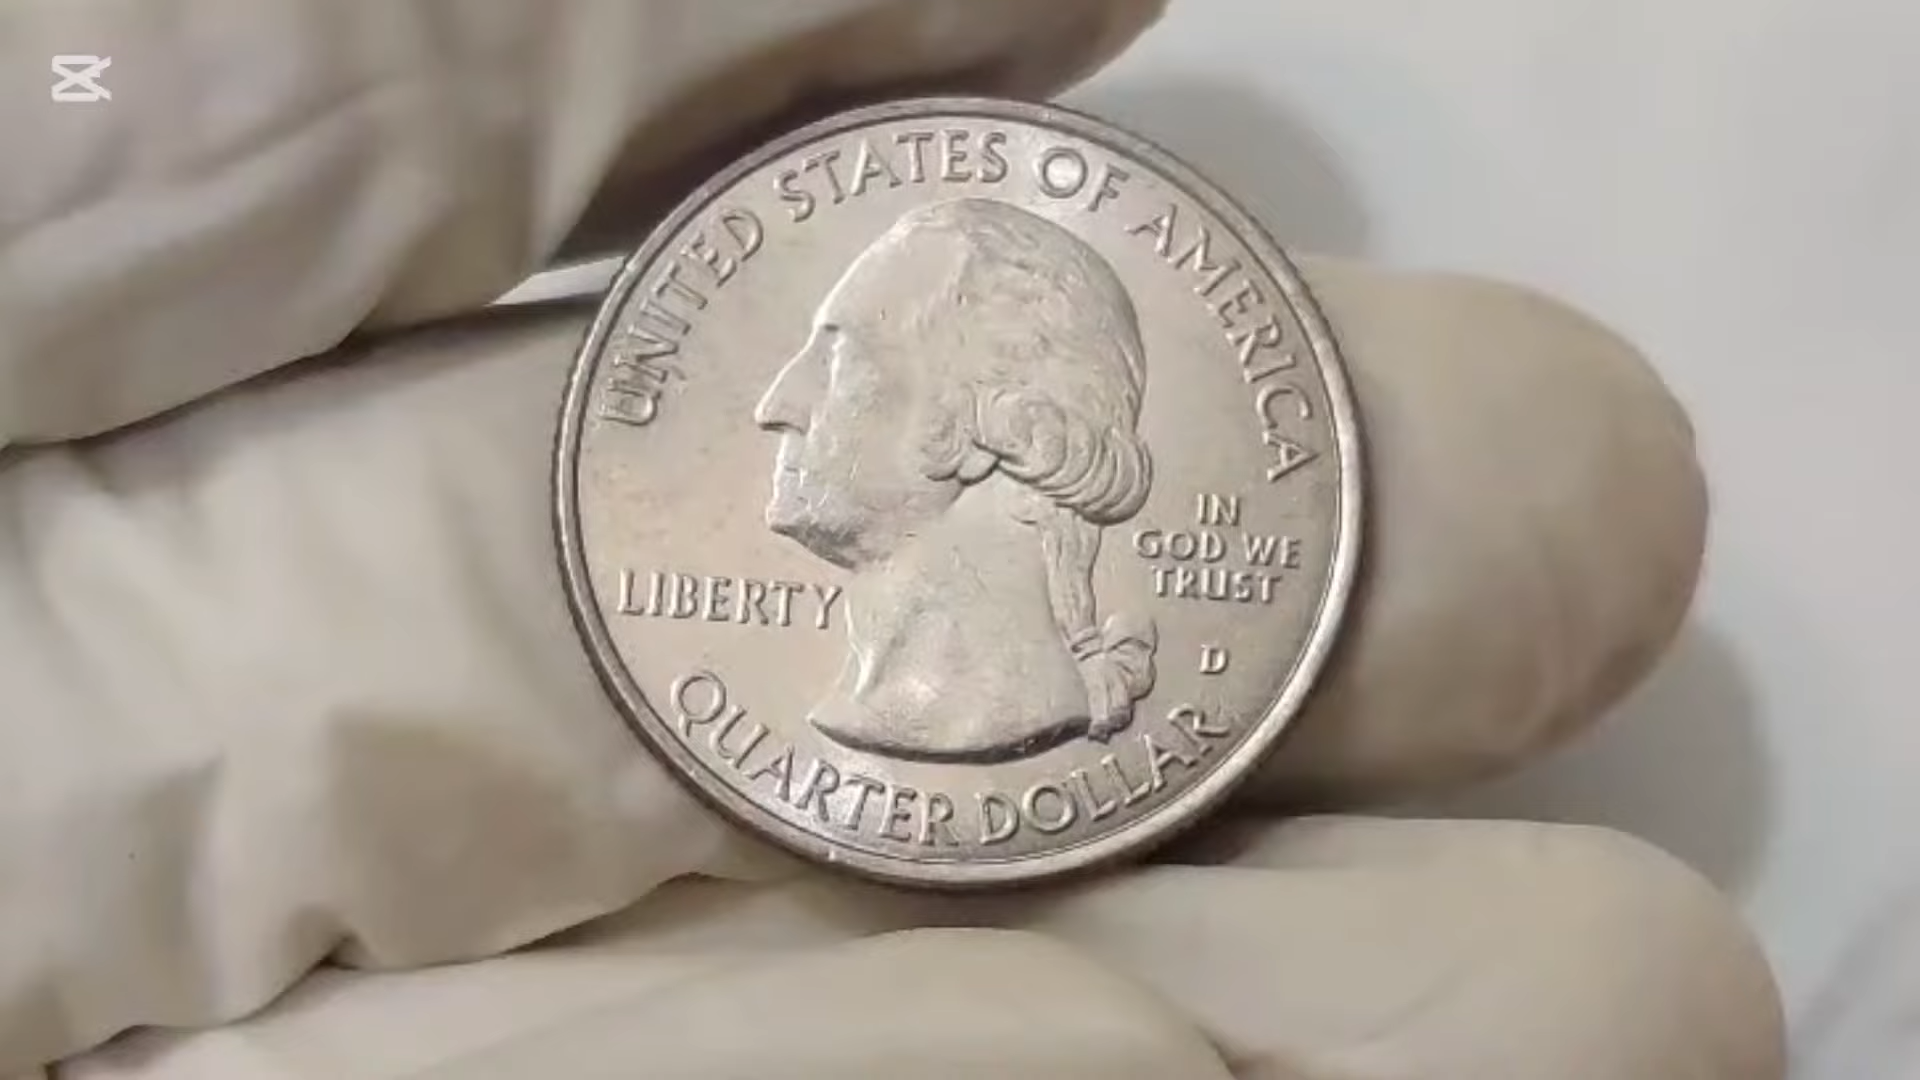 UNITED STATES OF AMERICA
LIBERTY
IN
GOD WE
TRUST
D
QUARTER DOLLAR